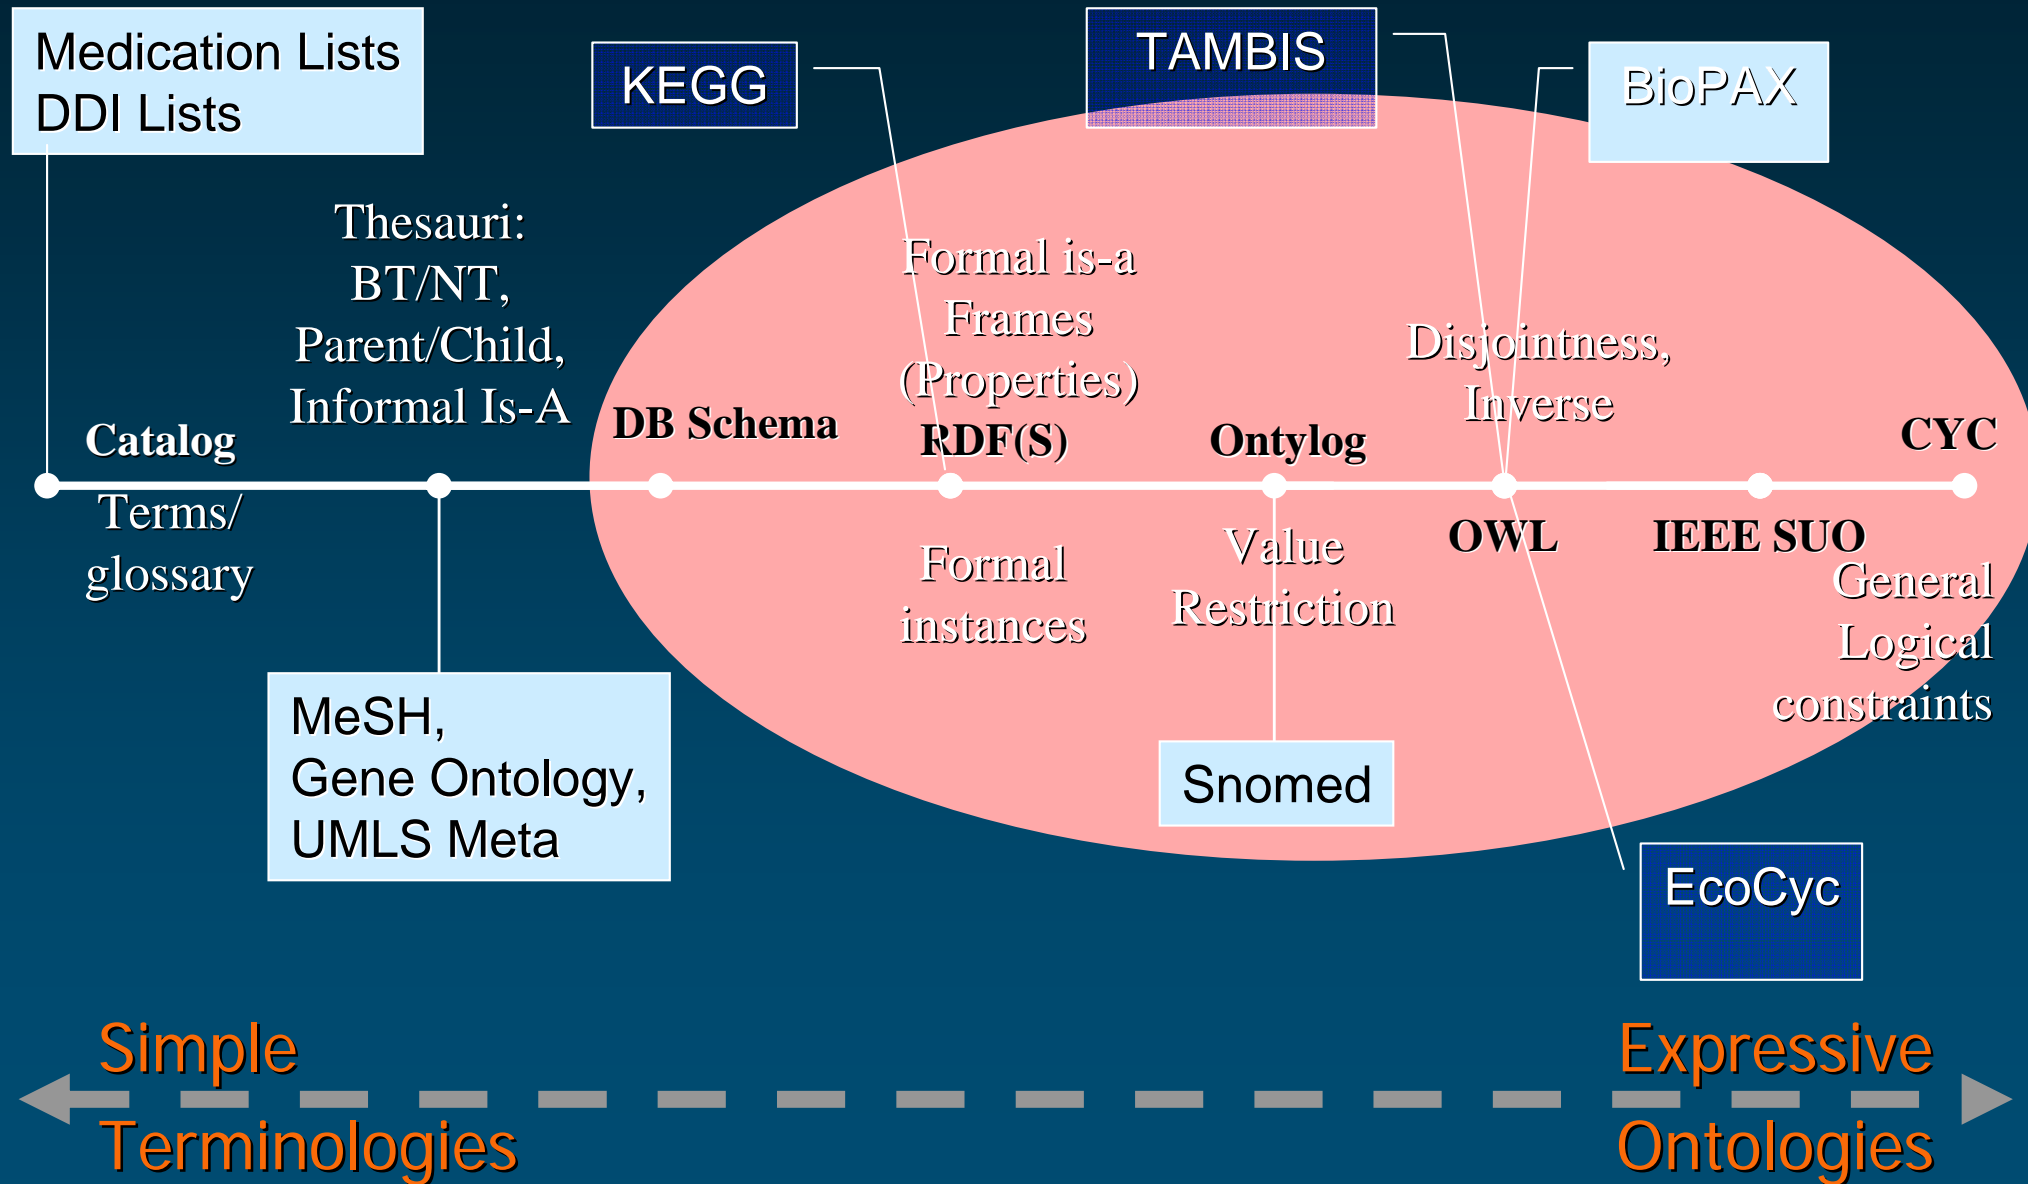 Medication Lists
DDI Lists
KEGG
TAMBIS
BioPAX
Thesauri:
BT/NT,
Parent/Child,
Informal Is-A
Formal is-a
Frames
(Properties)
Disjointness,
Inverse
Catalog
DB Schema
RDF(S)
Ontylog
CYC
Terms/
glossary
Formal
instances
Value
Restriction
OWL
IEEE SUO
General
Logical
constraints
MeSH,
Gene Ontology,
UMLS Meta
Snomed
EcoCyc
Simple
Terminologies
Expressive
Ontologies